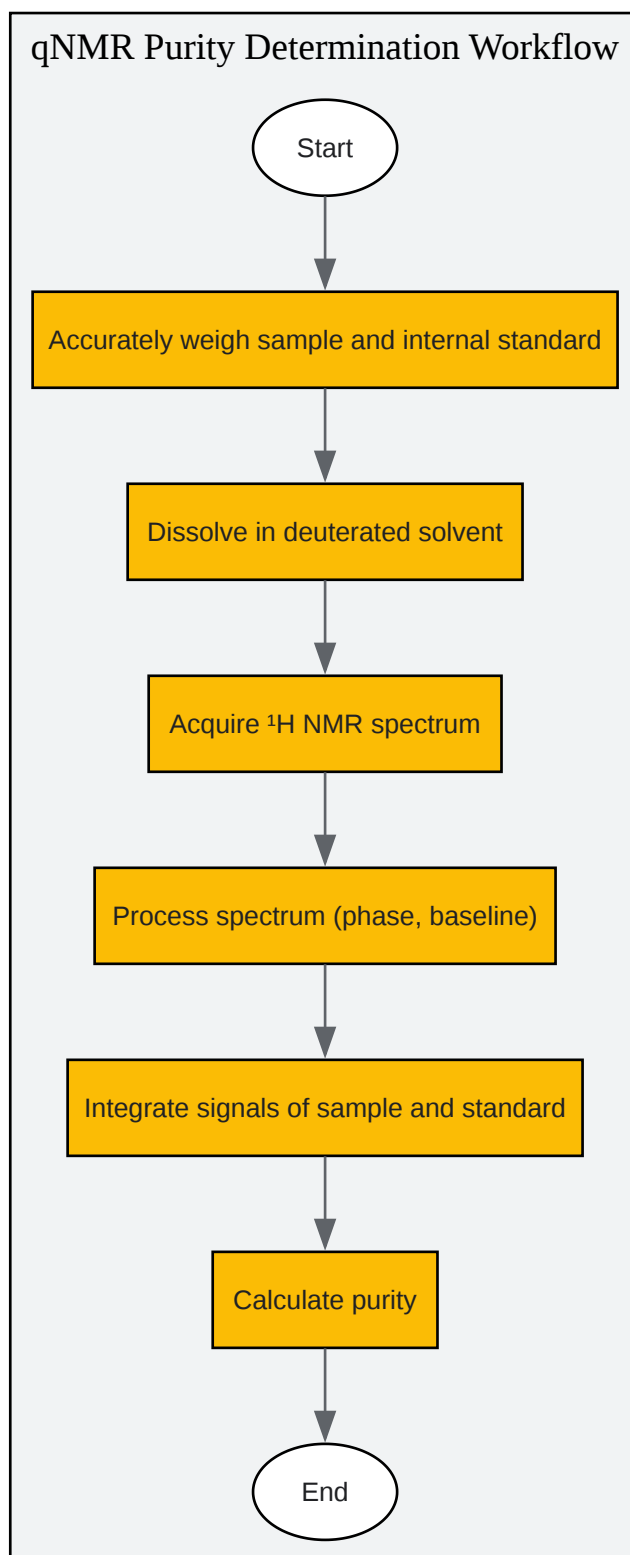 qNMR Purity Determination Workflow
Start
Accurately weigh sample and internal standard
Dissolve in deuterated solvent
Acquire ¹H NMR spectrum
Process spectrum (phase, baseline)
Integrate signals of sample and standard
Calculate purity
End